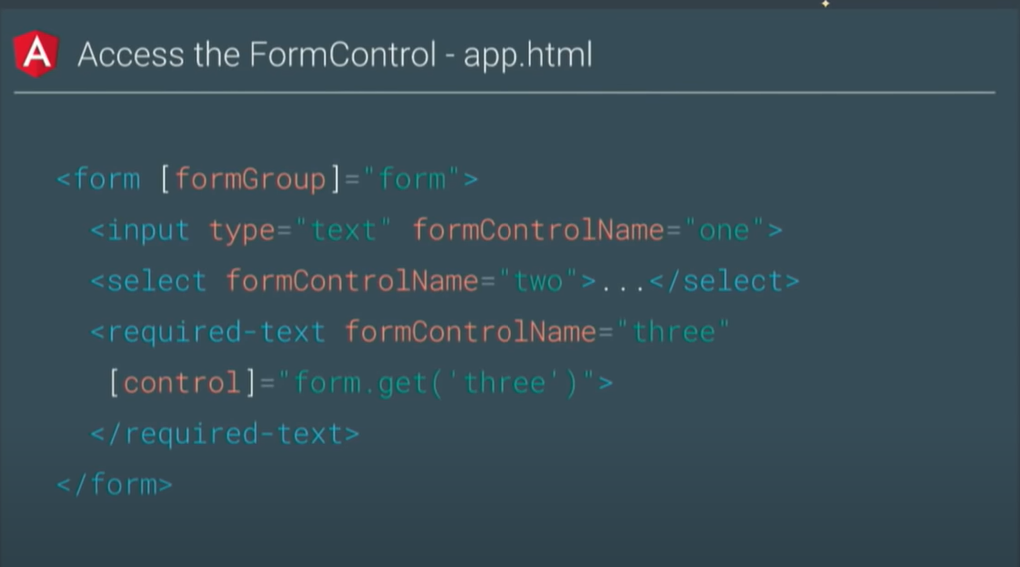 Access the FormControl - app.html
<form [formGroup]="form">
<input type="text" formControlName="one">
<select formControlName="two">...</select>
<required-text formControlName="three"
[control]="form.get('three')">
</required-text>
</form>